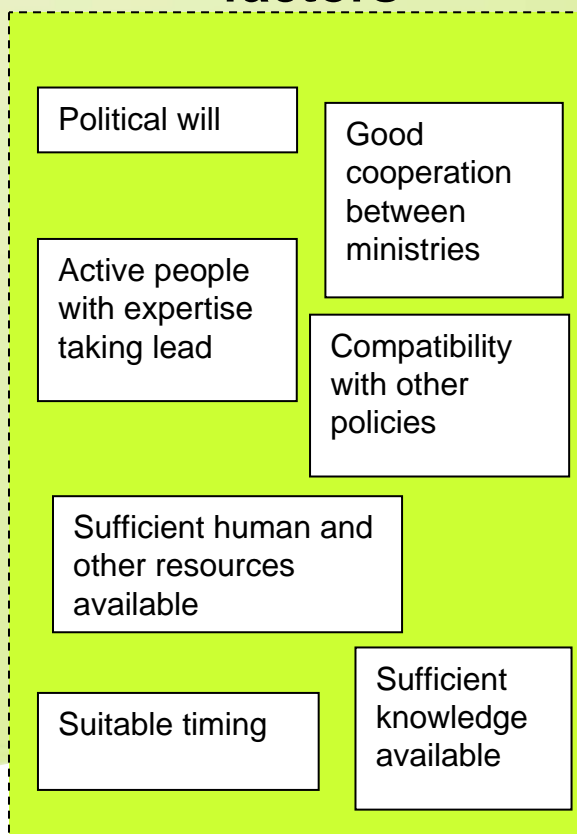 factors
Political will
Good
cooperation
between
ministries
Active people
with expertise
taking lead
Compatibility
with other
policies
Sufficient human and
other resources
available
Suitable timing
Sufficient
knowledge
available